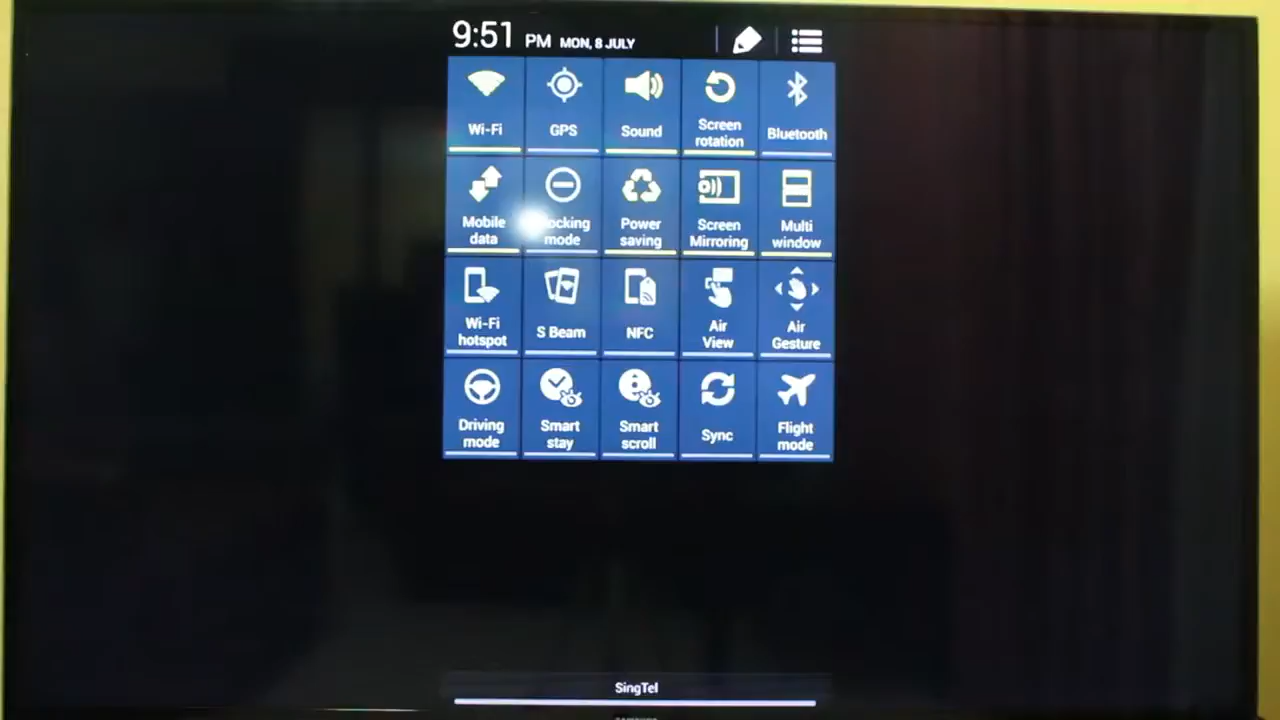 9:51 PM MON, 8 JULY
Wi-Fi
GPS
Sound
Screen
rotation
Bluetooth
Mobile
data
ocking
mode
Power
saving
Screen
Mirroring
Multi
window
Wi-Fi
hotspot
S Beam
NFC
Air
View
Air
Gesture
Driving
mode
Smart
stay
Smart
scroll
Sync
Flight
mode
SingTel